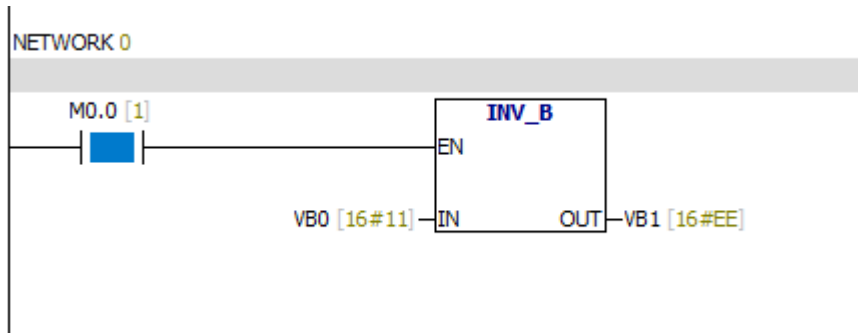 NETWORK 0
M0.0 [1]
INV_B
EN
VB0 [16#11] IN OUT VB1 [16#EE]